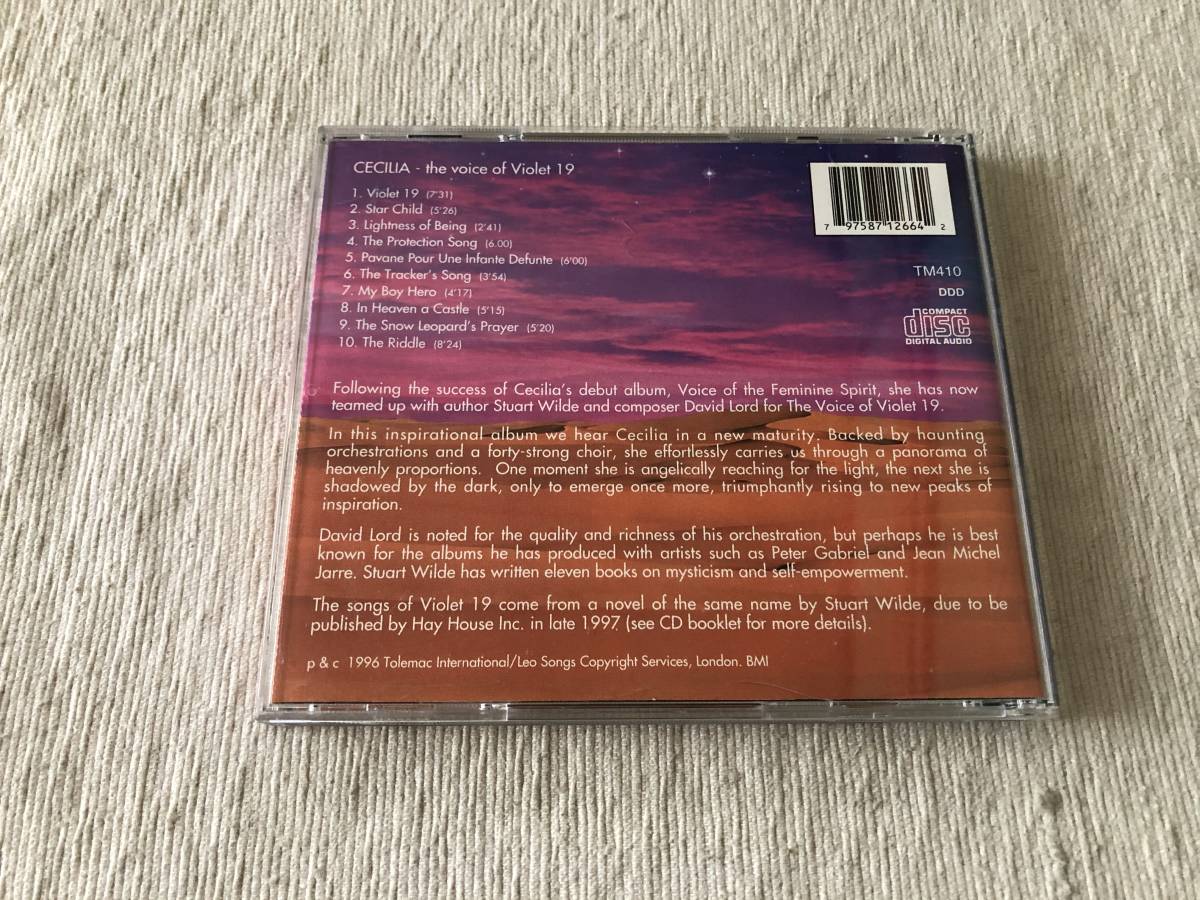 CECILIA - the voice of Violet 19
1. Violet 19 (7'31)
2. Star Child (5'26)
3. Lightness of Being (2'41)
4. The Protection Song (6.00)
5. Pavane Pour Une Infante Defunte (6'00)
6. The Tracker's Song (3'54)
7. My Boy Hero (4'17)
8. In Heaven a Castle (5'15)
9. The Snow Leopard's Prayer (5'20)
10. The Riddle (8'24)
7 97587 12664 2
TM410
DDD
COMPACT
disc
DIGITAL AUDIO
Following the success of Cecilia's debut album, Voice of the Feminine Spirit, she has now
teamed up with author Stuart Wilde and composer David Lord for The Voice of Violet 19.
In this inspirational album we hear Cecilia in a new maturity. Backed by haunting
orchestrations and a forty-strong choir, she effortlessly carries us through a panorama of
heavenly proportions. One moment she is angelically reaching for the light, the next she is
shadowed by the dark, only to emerge once more, triumphantly rising to new peaks of
inspiration.
David Lord is noted for the quality and richness of his orchestration, but perhaps he is best
known for the albums he has produced with artists such as Peter Gabriel and Jean Michel
Jarre. Stuart Wilde has written eleven books on mysticism and self-empowerment.
The songs of Violet 19 come from a novel of the same name by Stuart Wilde, due to be
published by Hay House Inc. in late 1997 (see CD booklet for more details).
p & c 1996 Tolemac International/Leo Songs Copyright Services, London. BMI